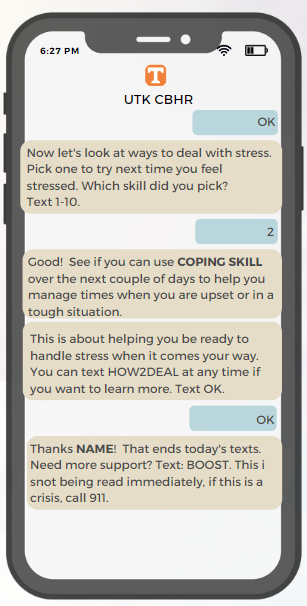 6:27 PM
T
UTK CBHR
OK
Now let's look at ways to deal with stress.
Pick one to try next time you feel
stressed. Which skill did you pick?
Text 1-10.
2
Good!  See if you can use COPING SKILL
over the next couple of days to help you
manage times when you are upset or in a
tough situation.
This is about helping you be ready to
handle stress when it comes your way.
You can text HOW2DEAL at any time if
you want to learn more. Text OK.
OK
Thanks NAME!  That ends today's texts.
Need more support? Text: BOOST. This i
snot being read immediately, if this is a
crisis, call 911.